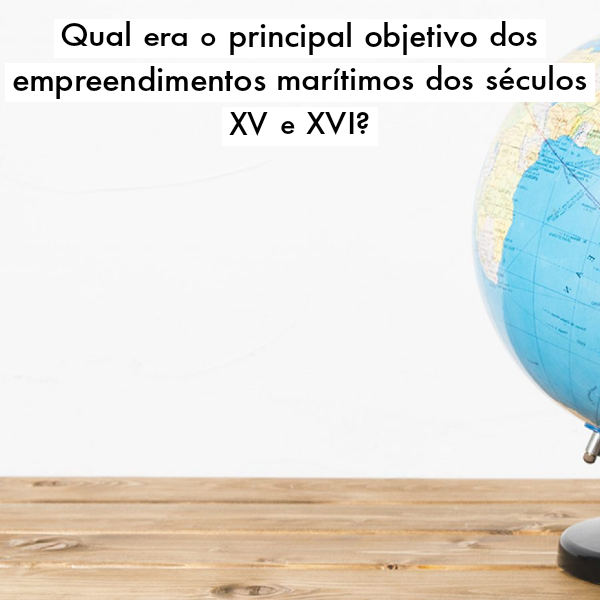 Qual era o principal objetivo dos
empreendimentos marítimos dos séculos
XV e XVI?